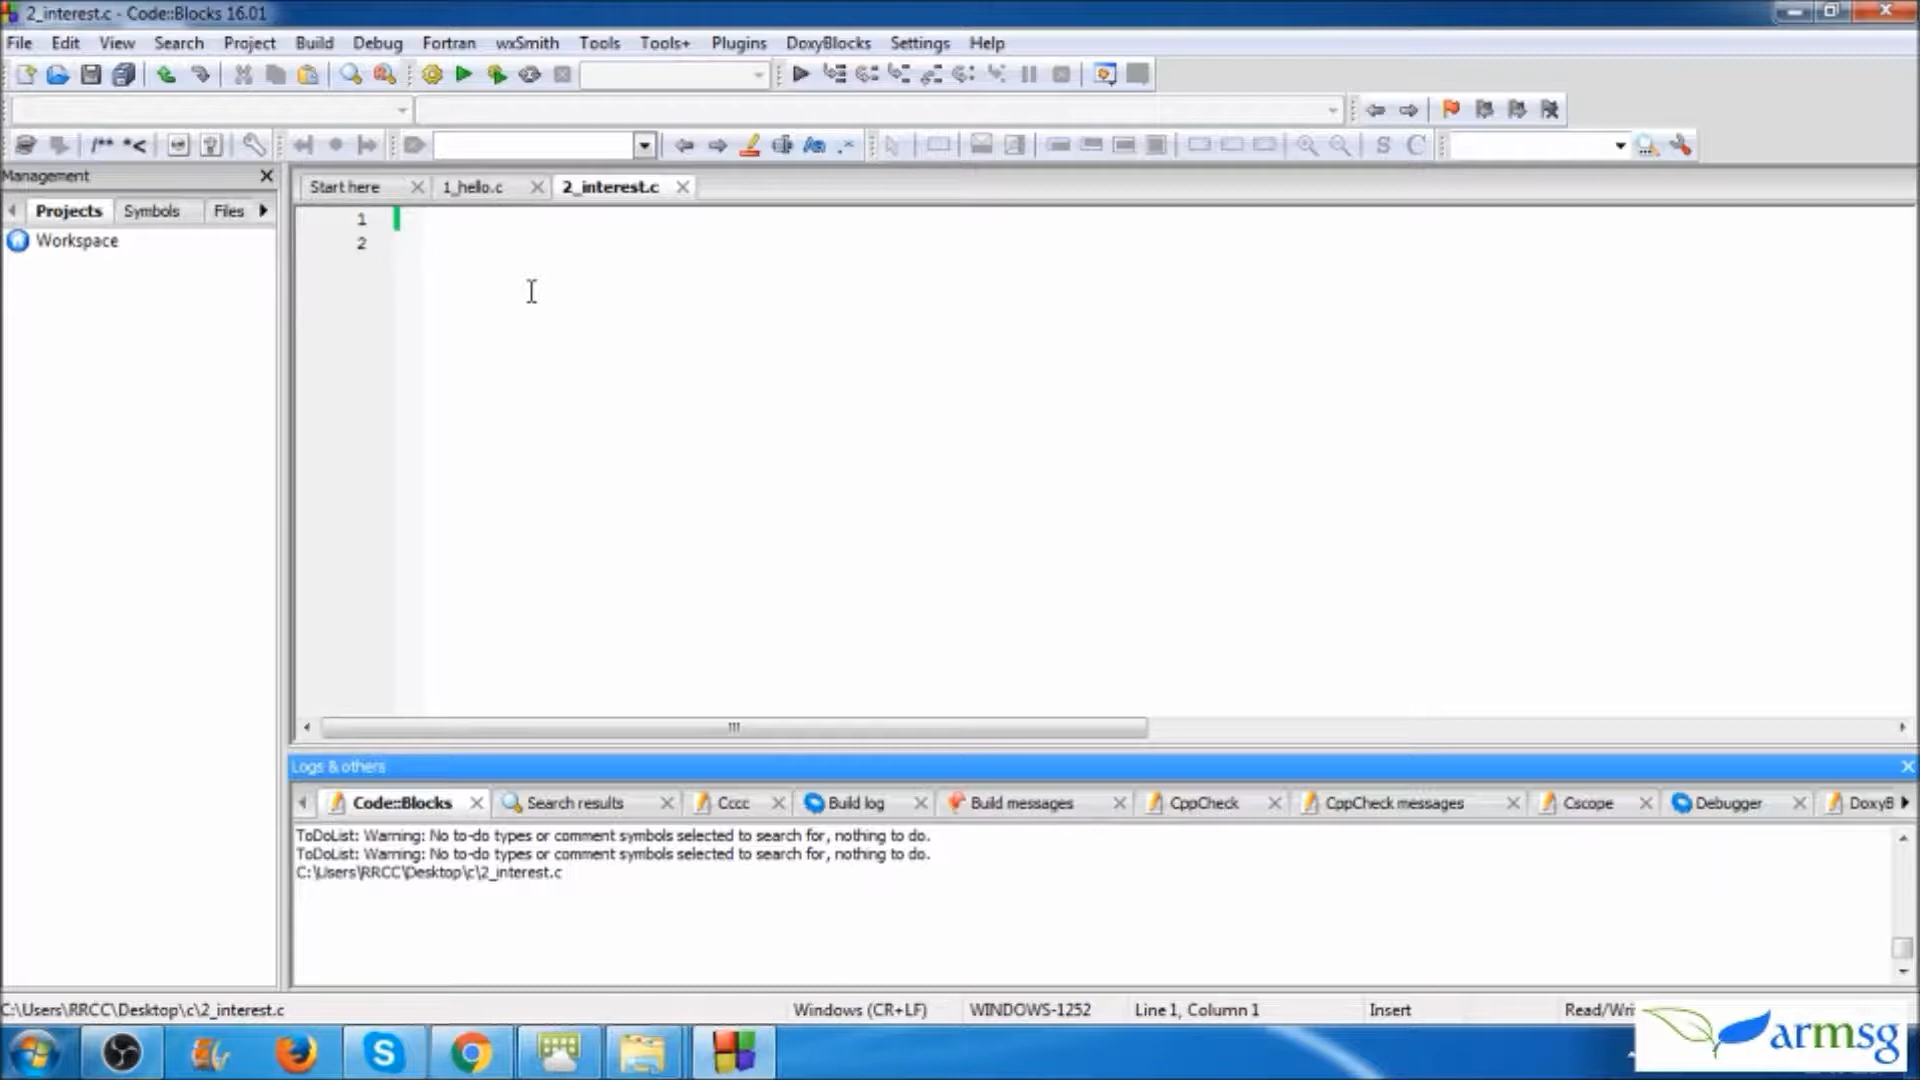 2_interest.c - Code::Blocks 16.01
File Edit View Search Project Build Debug Fortran wxSmith Tools Tools+ Plugins DoxyBlocks Settings Help
/** *<
S C
Management
Projects Symbols Files
Workspace
Start here 1_hello.c 2_interest.c
1
2
Logs & others
Code::Blocks Search results Cccc Build log Build messages CppCheck CppCheck messages Cscope Debugger DoxyB
ToDoList: Warning: No to-do types or comment symbols selected to search for, nothing to do.
ToDoList: Warning: No to-do types or comment symbols selected to search for, nothing to do.
C:\Users\RRCC\Desktop\c\2_interest.c
C:\Users\RRCC\Desktop\c\2_interest.c Windows (CR+LF) WINDOWS-1252 Line 1, Column 1 Insert Read/Wri
armsg